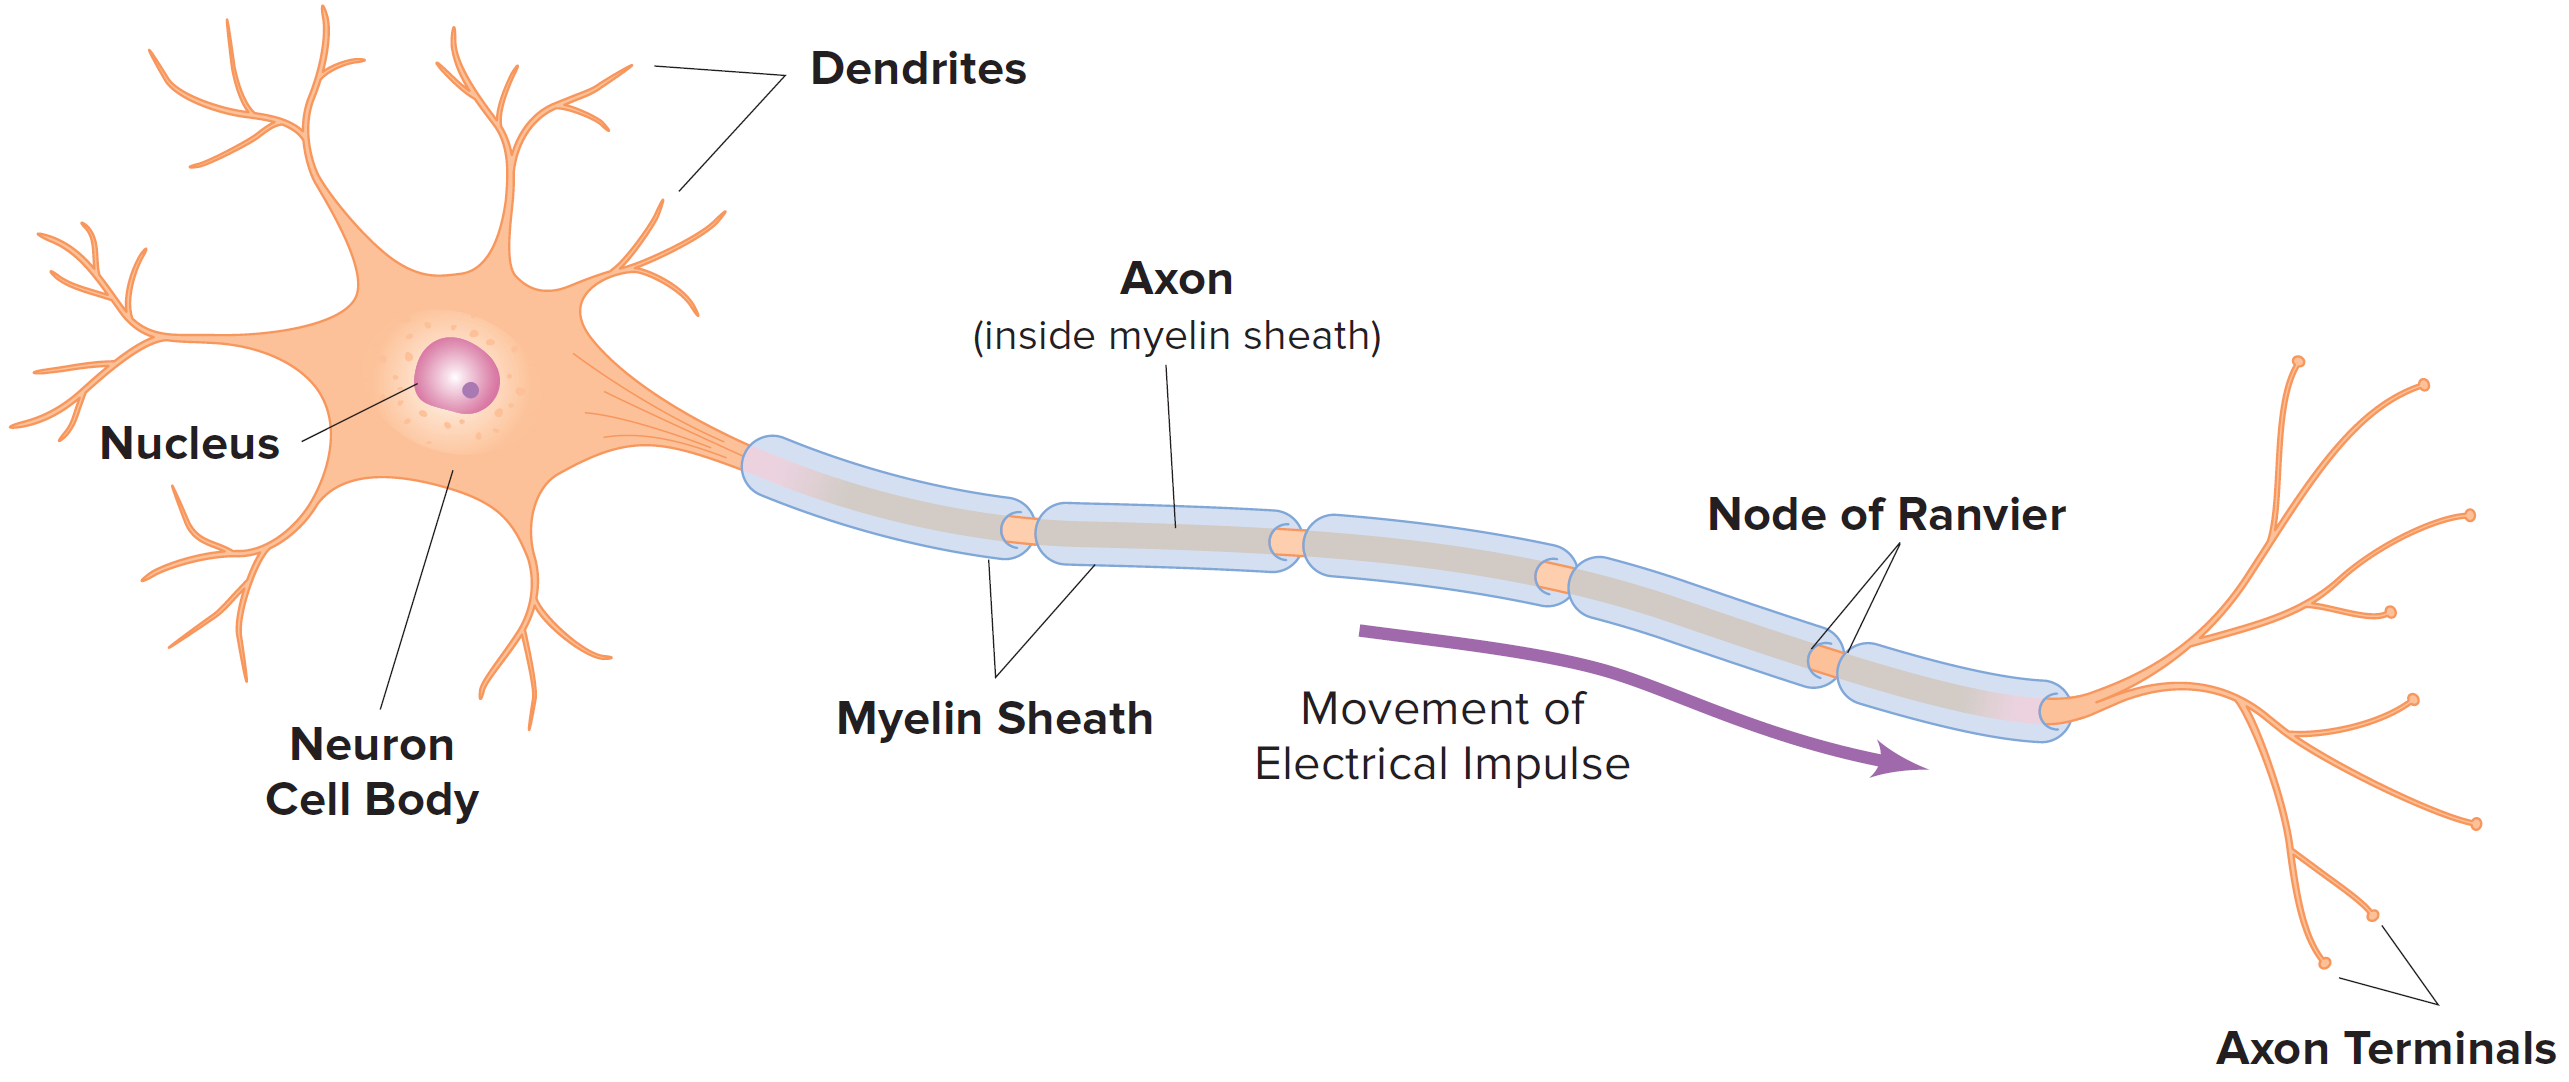 Dendrites
Axon
(inside myelin sheath)
Nucleus
Node of Ranvier
Neuron
Cell Body
Myelin Sheath
Movement of
Electrical Impulse
Axon Terminals